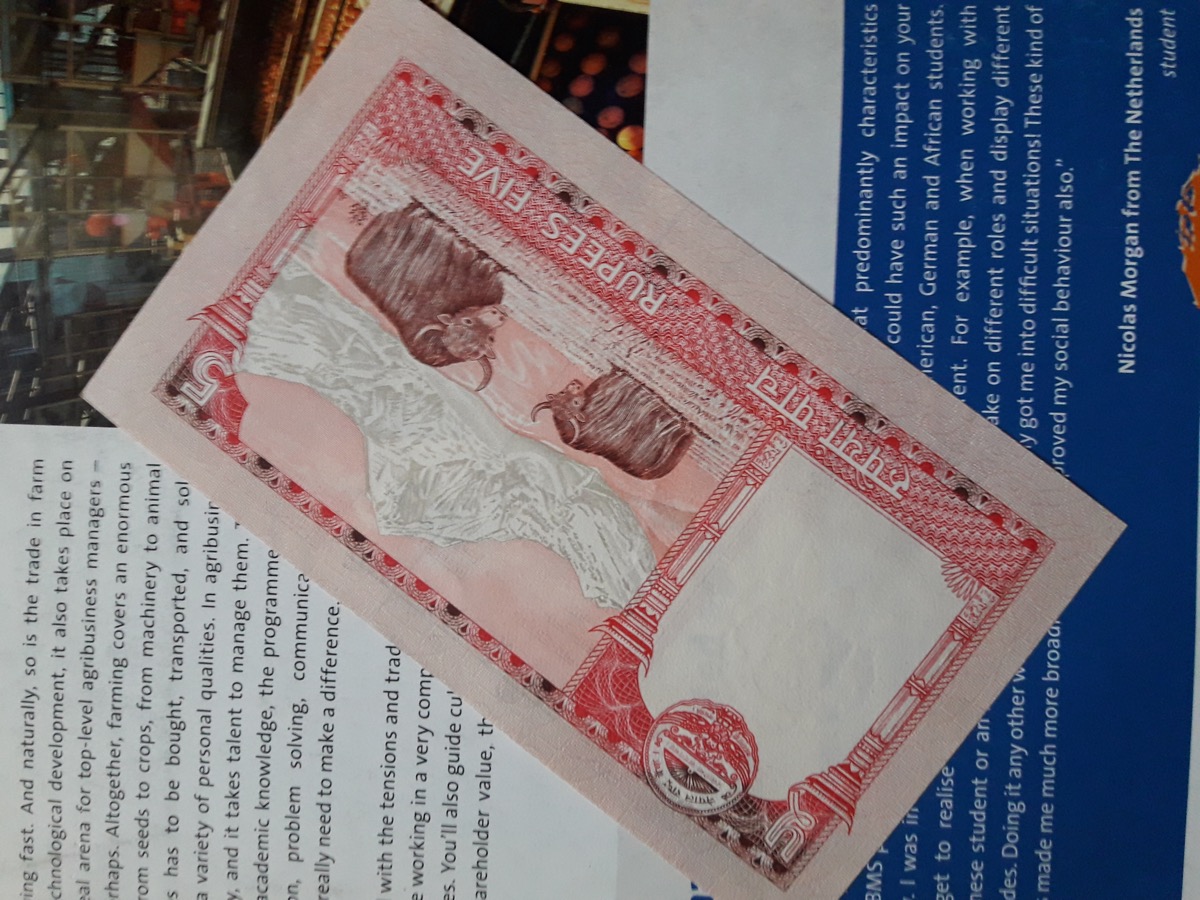 ing fast. And naturally, so is the trade in farm
chnological development, it also takes place on
eal arena for top-level agribusiness managers –
rhaps. Altogether, farming covers an enormous
rom seeds to crops, from machinery to animal
s has to be bought, transported, and sol
a variety of personal qualities. In agribusin
y, and it takes talent to manage them.
academic knowledge, the programme
on, problem solving, communica
really need to make a difference.
with the tensions and trad
e working in a very comp
es. You'll also guide cul
areholder value, th
5
RUPEES FIVE
नेपाल राष्ट्र बैंक
५
रुपैयाँ पाँच
BMS
. I was in
get to realise
nese student or an
des. Doing it any other w
s made me much more broad
at predominantly characteristics
could have such an impact on your
erican, German and African students.
ent. For example, when working with
ake on different roles and display different
ly got me into difficult situations! These kind of
proved my social behaviour also."
Nicolas Morgan from The Netherlands
student